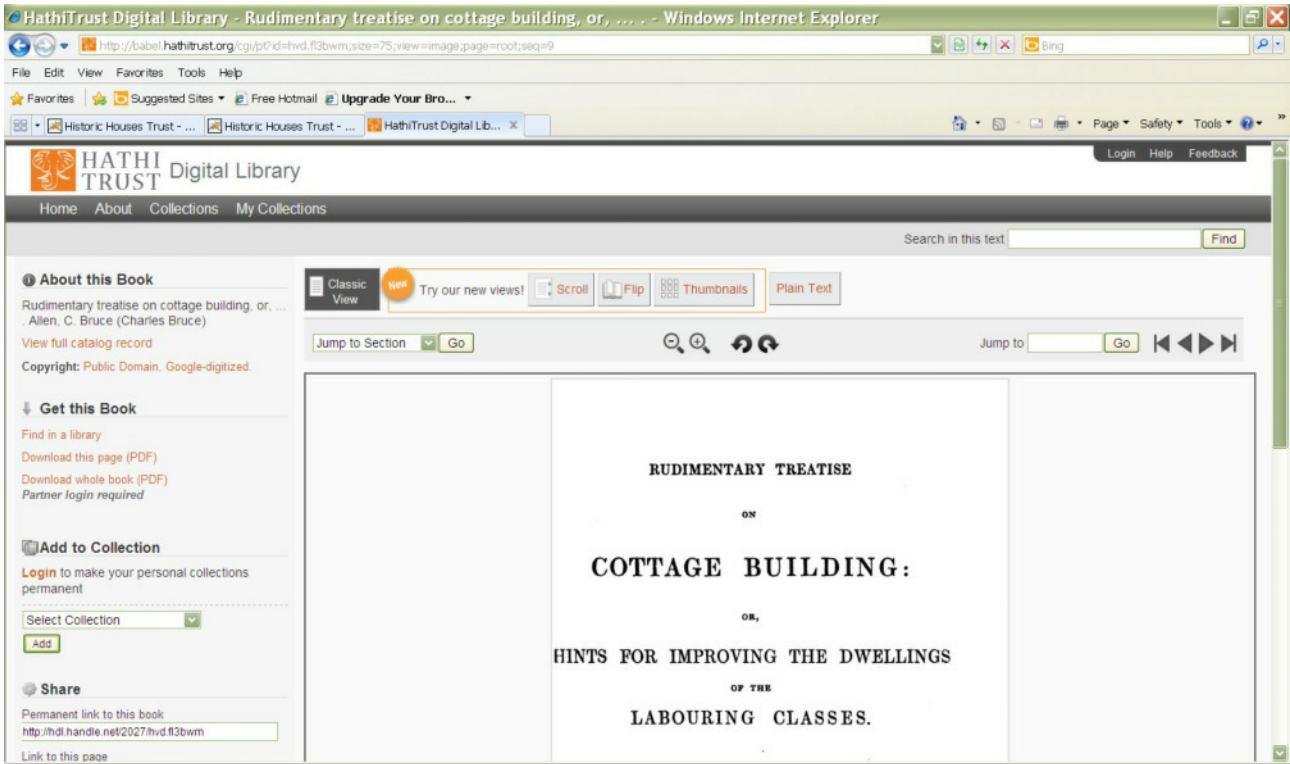 HathiTrust Digital Library - Rudimentary treatise on cottage building, or, ... . - Windows Internet Explorer
http://babel.hathitrust.org/cgi/pt?id=hvd.fl3bwm;size=75;view=image;page=root;seq=9
Bing
File Edit View Favorites Tools Help
Favorites Suggested Sites Free Hotmail Upgrade Your Bro...
Historic Houses Trust - ... Historic Houses Trust - ... HathiTrust Digital Lib... x
Page Safety Tools »
Login Help Feedback
HATHI
TRUST Digital Library
Home About Collections My Collections
Search in this text Find
About this Book
Rudimentary treatise on cottage building, or, ...
. Allen, C. Bruce (Charles Bruce)
View full catalog record
Copyright: Public Domain, Google-digitized.
Get this Book
Find in a library
Download this page (PDF)
Download whole book (PDF)
Partner login required
Add to Collection
Login to make your personal collections
permanent
Select Collection
Add
Share
Permanent link to this book
http://hdl.handle.net/2027/hvd.fl3bwm
Link to this page
Classic
View
New Try our new views! Scroll Flip Thumbnails Plain Text
Jump to Section Go
Jump to Go
RUDIMENTARY TREATISE
ON
COTTAGE BUILDING:
OR,
HINTS FOR IMPROVING THE DWELLINGS
OF THE
LABOURING CLASSES.